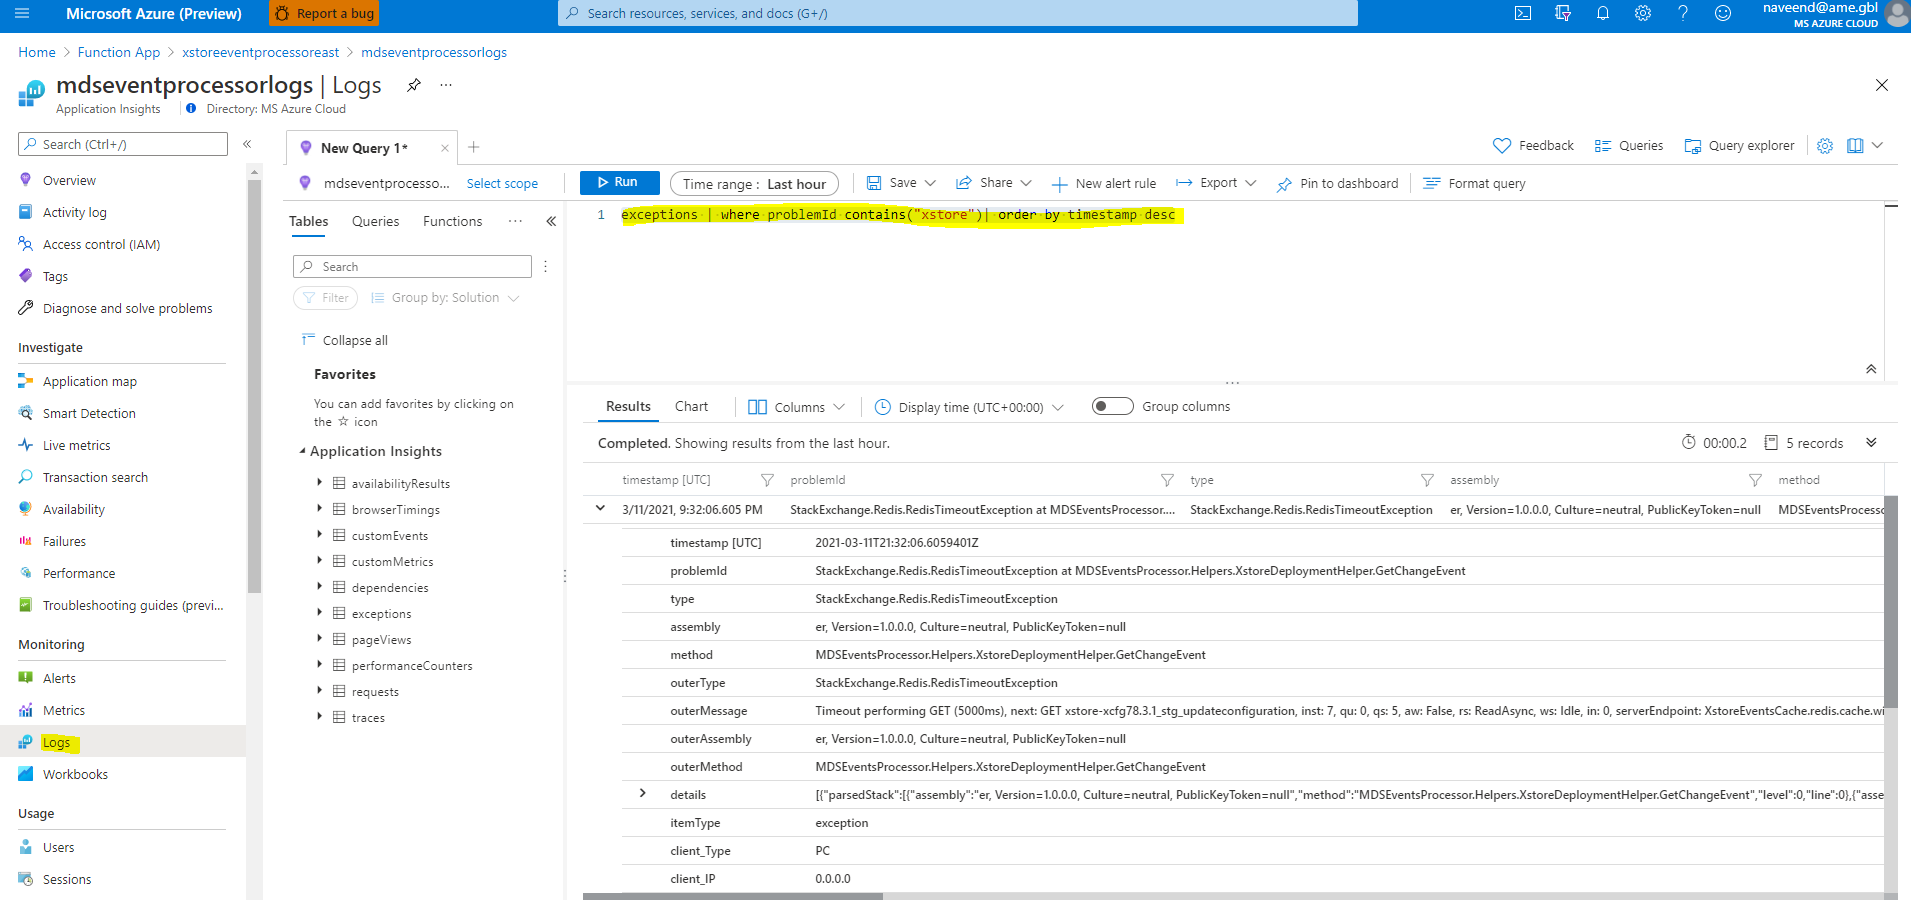 Microsoft Azure (Preview)
Report a bug
Search resources, services, and docs (G+/)
naveend@ame.gbl
MS AZURE CLOUD
Home > Function App > xstoreeventprocessoreast > mdseventprocessorlogs
mdseventprocessorlogs | Logs
Application Insights
Directory: MS Azure Cloud
Search (Ctrl+/)
Overview
Activity log
Access control (IAM)
Tags
Diagnose and solve problems
Investigate
Application map
Smart Detection
Live metrics
Transaction search
Availability
Failures
Performance
Troubleshooting guides (previ...
Monitoring
Alerts
Metrics
Logs
Workbooks
Usage
Users
Sessions
New Query 1*
Feedback
Queries
Query explorer
mdseventprocesso...
Select scope
Run
Time range : Last hour
Save
Share
New alert rule
Export
Pin to dashboard
Format query
Tables
Queries
Functions
Search
Filter
Group by: Solution
Collapse all
Favorites
You can add favorites by clicking on
the ☆ icon
Application Insights
availabilityResults
browserTimings
customEvents
customMetrics
dependencies
exceptions
pageViews
performanceCounters
requests
traces
1 exceptions | where problemId contains("xstore")| order by timestamp desc
Results
Chart
Columns
Display time (UTC+00:00)
Group columns
Completed. Showing results from the last hour.
00:00.2
5 records
timestamp [UTC] problemId type assembly method
3/11/2021, 9:32:06.605 PM StackExchange.Redis.RedisTimeoutException at MDSEventsProcessor.... StackExchange.Redis.RedisTimeoutException er, Version=1.0.0.0, Culture=neutral, PublicKeyToken=null MDSEventsProcessc
timestamp [UTC] 2021-03-11T21:32:06.6059401Z
problemId StackExchange.Redis.RedisTimeoutException at MDSEventsProcessor.Helpers.XstoreDeploymentHelper.GetChangeEvent
type StackExchange.Redis.RedisTimeoutException
assembly er, Version=1.0.0.0, Culture=neutral, PublicKeyToken=null
method MDSEventsProcessor.Helpers.XstoreDeploymentHelper.GetChangeEvent
outerType StackExchange.Redis.RedisTimeoutException
outerMessage Timeout performing GET (5000ms), next: GET xstore-xcfg78.3.1_stg_updateconfiguration, inst: 7, qu: 0, qs: 5, aw: False, rs: ReadAsync, ws: Idle, in: 0, serverEndpoint: XstoreEventsCache.redis.cache.wi
outerAssembly er, Version=1.0.0.0, Culture=neutral, PublicKeyToken=null
outerMethod MDSEventsProcessor.Helpers.XstoreDeploymentHelper.GetChangeEvent
details [{"parsedStack":[{"assembly":"er, Version=1.0.0.0, Culture=neutral, PublicKeyToken=null","method":"MDSEventsProcessor.Helpers.XstoreDeploymentHelper.GetChangeEvent","level":0,"line":0},{"asse
itemType exception
client_Type PC
client_IP 0.0.0.0